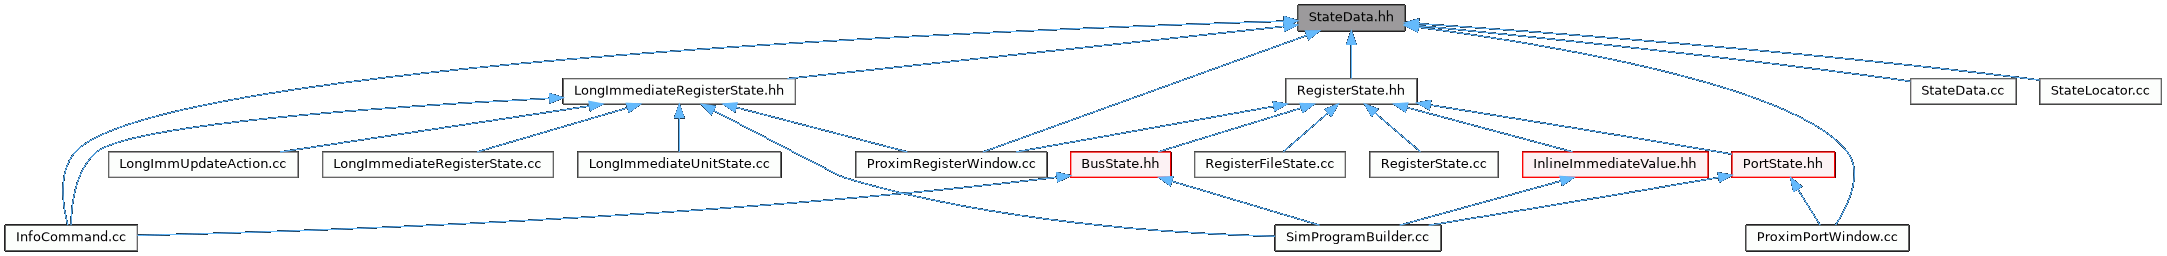 StateData.hh
LongImmediateRegisterState.hh
RegisterState.hh
StateData.cc
StateLocator.cc
LongImmUpdateAction.cc
LongImmediateRegisterState.cc
LongImmediateUnitState.cc
ProximRegisterWindow.cc
BusState.hh
RegisterFileState.cc
RegisterState.cc
InlineImmediateValue.hh
PortState.hh
InfoCommand.cc
SimProgramBuilder.cc
ProximPortWindow.cc